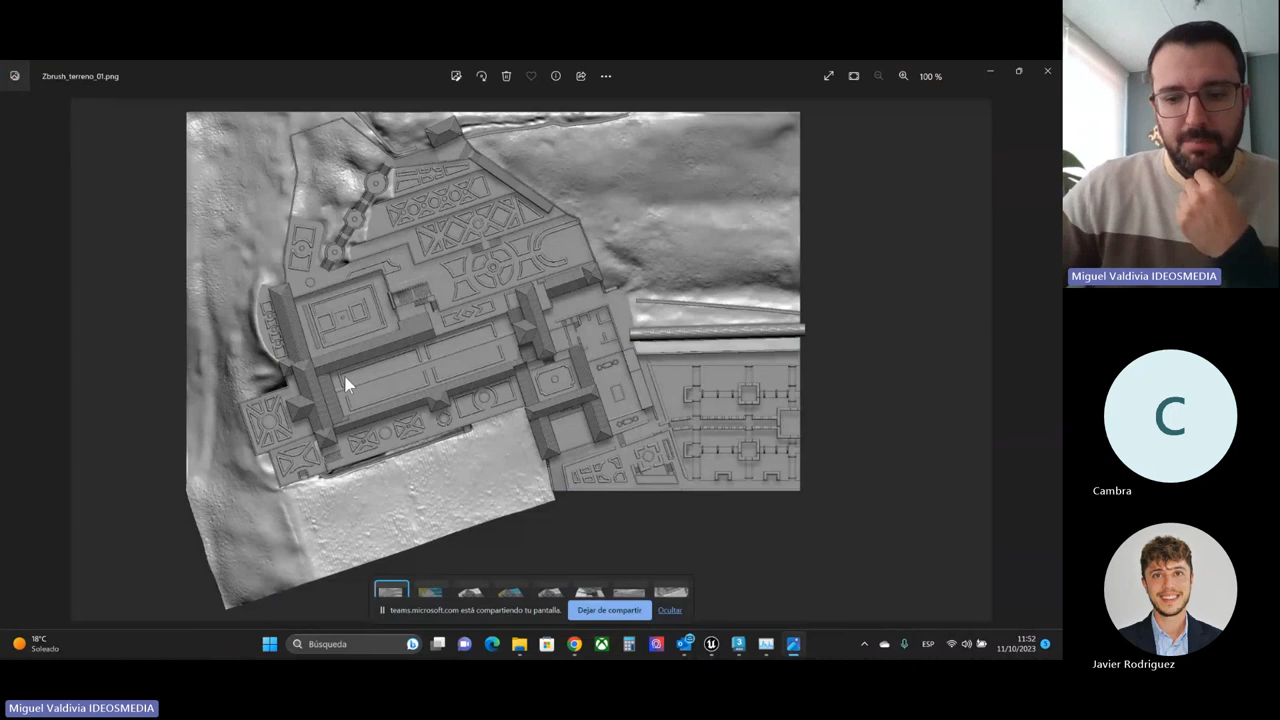 Zbrush_terreno_01.png
100 %
Miguel Valdivia IDEOSMEDIA
C
Cambra
Javier Rodriguez
teams.microsoft.com está compartiendo tu pantalla.
Dejar de compartir
Ocultar
18°C
Soleado
Búsqueda
ESP
11:52
11/10/2023
3
Miguel Valdivia IDEOSMEDIA